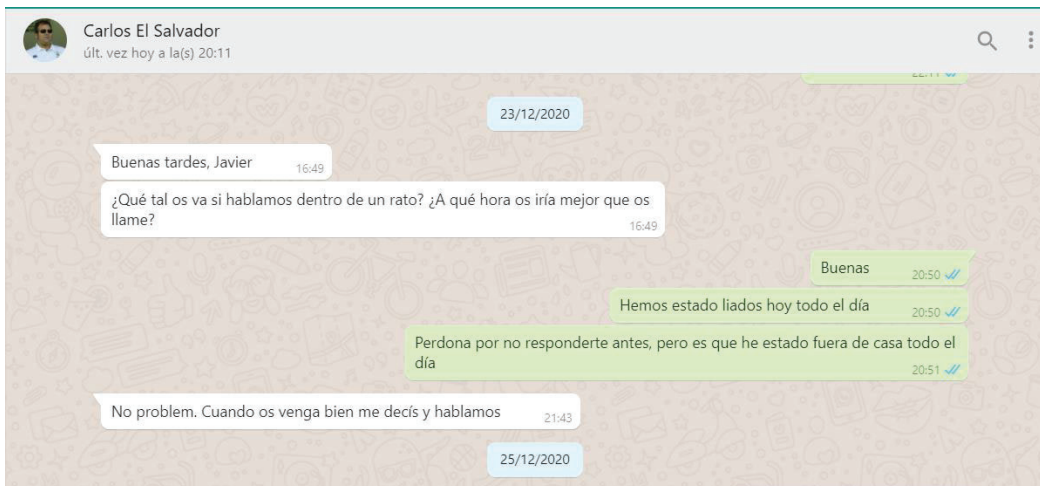 Carlos El Salvador
últ. vez hoy a la(s) 20:11
23/12/2020
Buenas tardes, Javier 16:49
¿Qué tal os va si hablamos dentro de un rato? ¿A qué hora os iría mejor que os
llame? 16:49
Buenas 20:50
Hemos estado liados hoy todo el día 20:50
Perdona por no responderte antes, pero es que he estado fuera de casa todo el
día 20:51
No problem. Cuando os venga bien me decís y hablamos 21:43
25/12/2020